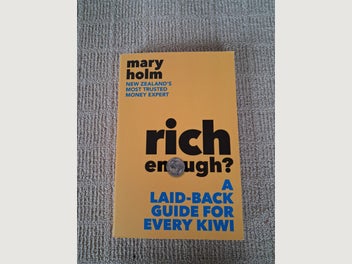 mary
holm
NEW ZEALAND'S
MOST TRUSTED
MONEY EXPERT
rich
enough?
A
LAID-BACK
GUIDE FOR
EVERY KIWI